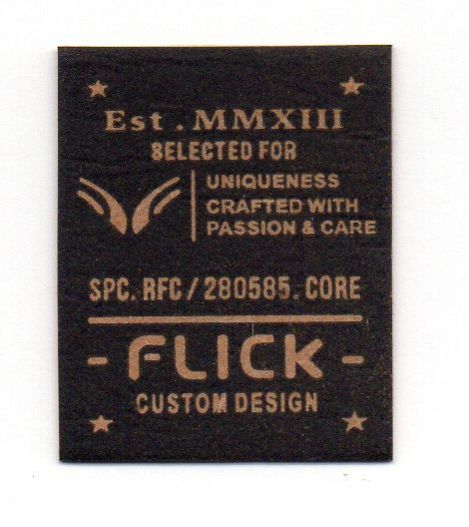 Est. MMXIII
SELECTED FOR
UNIQUENESS
CRAFTED WITH
PASSION & CARE
SPC. RFC/280585. CORE
- FLICK -
CUSTOM DESIGN